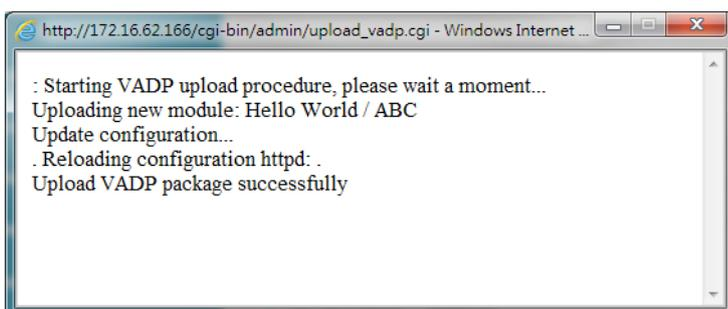 http://172.16.62.166/cgi-bin/admin/upload_vadp.cgi - Windows Internet ...
: Starting VADP upload procedure, please wait a moment...
Uploading new module: Hello World / ABC
Update configuration...
. Reloading configuration httpd: .
Upload VADP package successfully